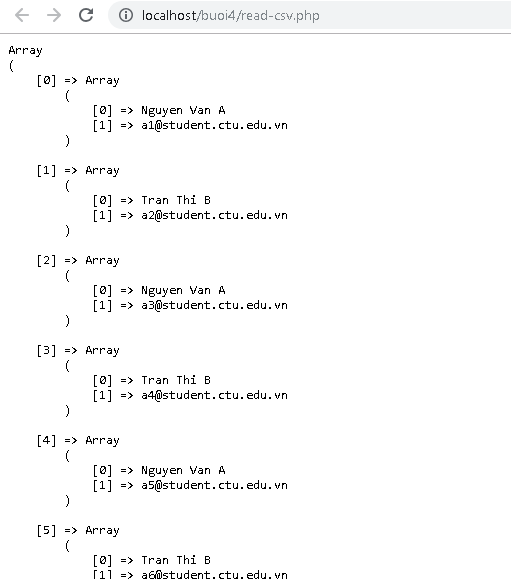 localhost/buoi4/read-csv.php
Array
(
    [0] => Array
        (
            [0] => Nguyen Van A
            [1] => a1@student.ctu.edu.vn
        )
    [1] => Array
        (
            [0] => Tran Thi B
            [1] => a2@student.ctu.edu.vn
        )
    [2] => Array
        (
            [0] => Nguyen Van A
            [1] => a3@student.ctu.edu.vn
        )
    [3] => Array
        (
            [0] => Tran Thi B
            [1] => a4@student.ctu.edu.vn
        )
    [4] => Array
        (
            [0] => Nguyen Van A
            [1] => a5@student.ctu.edu.vn
        )
    [5] => Array
        (
            [0] => Tran Thi B
            [1] => a6@student.ctu.edu.vn